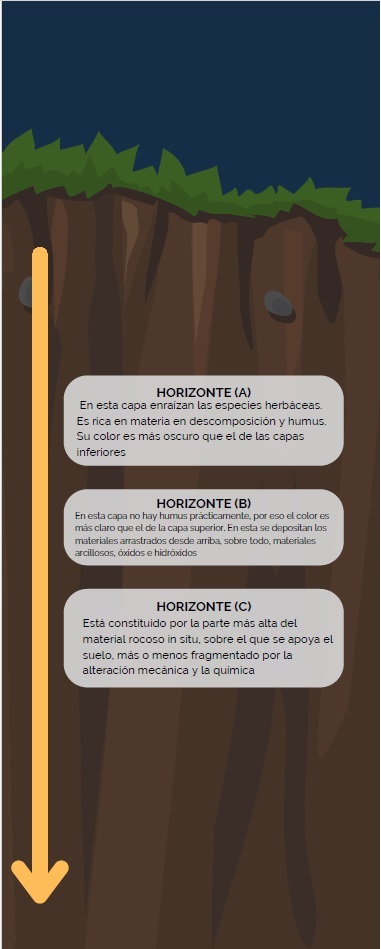 HORIZONTE (A)
En esta capa enraízan las especies herbáceas.
Es rica en materia en descomposición y humus.
Su color es más oscuro que el de las capas
inferiores
HORIZONTE (B)
En esta capa no hay humus prácticamente, por eso el color es
más claro que el de la capa superior. En esta se depositan los
materiales arrastrados desde arriba, sobre todo, materiales
arcillosos, óxidos e hidróxidos
HORIZONTE (C)
Está constituido por la parte más alta del
material rocoso in situ, sobre el que se apoya el
suelo, más o menos fragmentado por la
alteración mecánica y la química